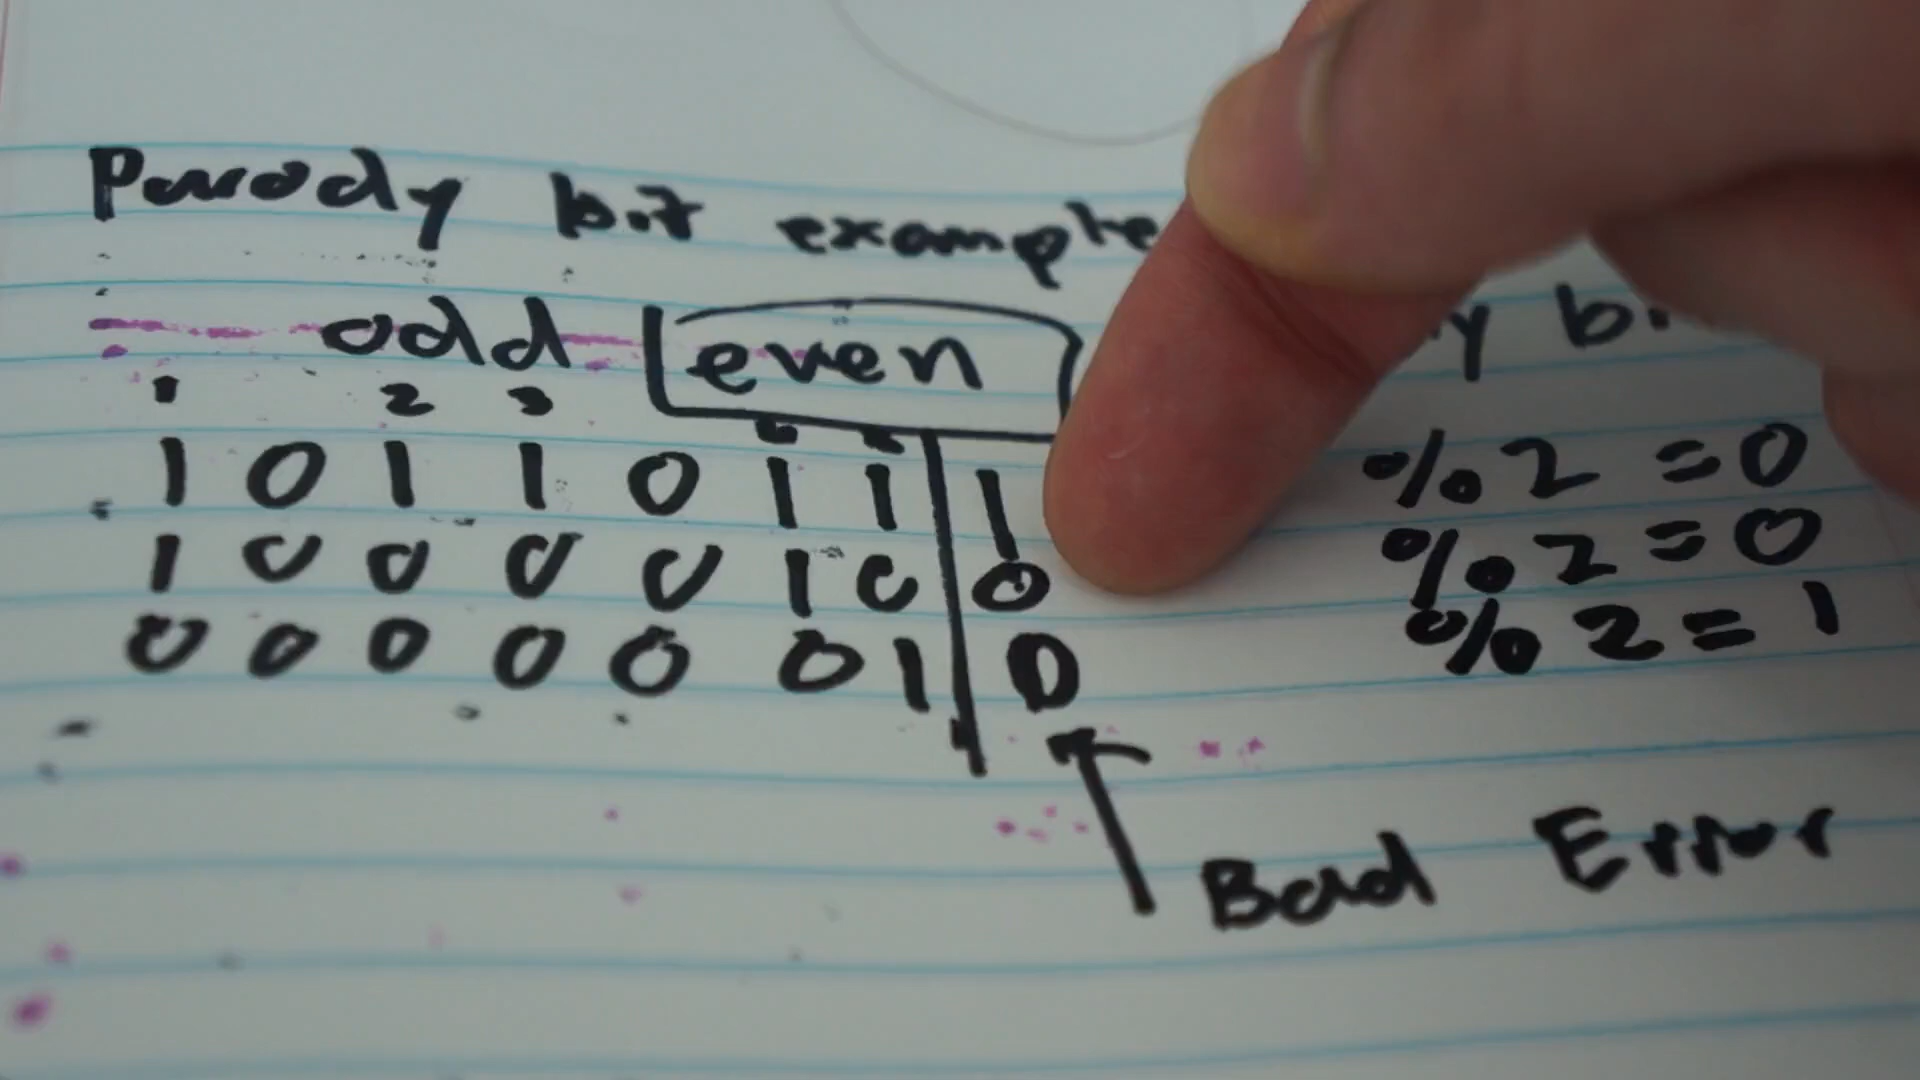 Parody bit example
odd even y bi
1 2 3
1 0 1 1 0 1 1 1 % 2 = 0
1 0 0 0 0 1 0 0 % 2 = 0
0 0 0 0 0 0 1 0 % 2 = 1
Bad Error